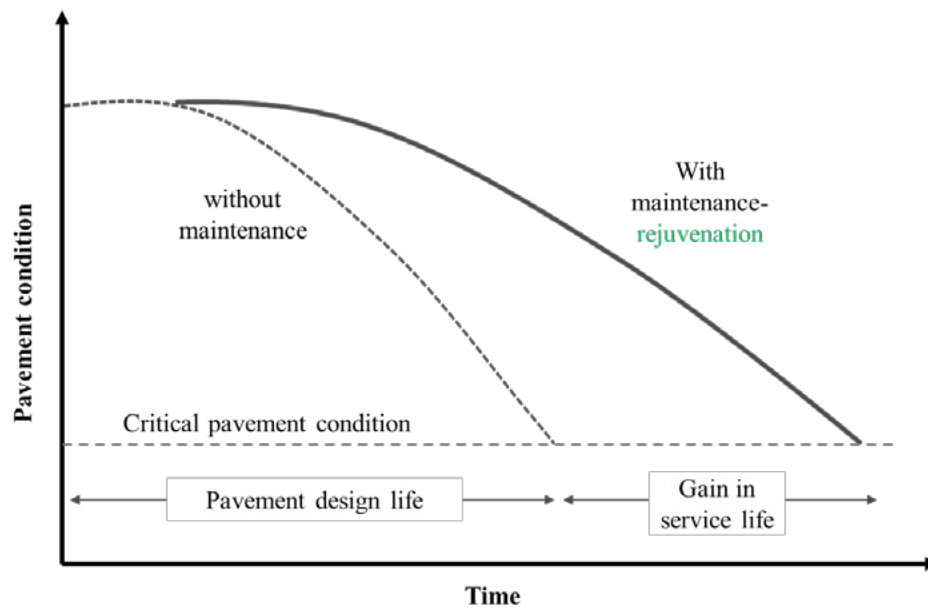 Pavement condition
without
maintenance
With
maintenance-
rejuvenation
Critical pavement condition
Pavement design life
Gain in
service life
Time